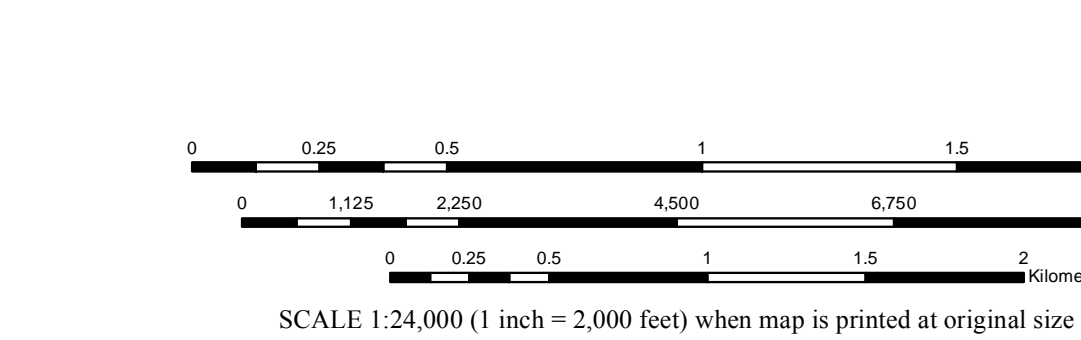 0 0.25 0.5 1 1.5
0 1,125 2,250 4,500 6,750
0 0.25 0.5 1 1.5 2
Kilome
SCALE 1:24,000 (1 inch = 2,000 feet) when map is printed at original size